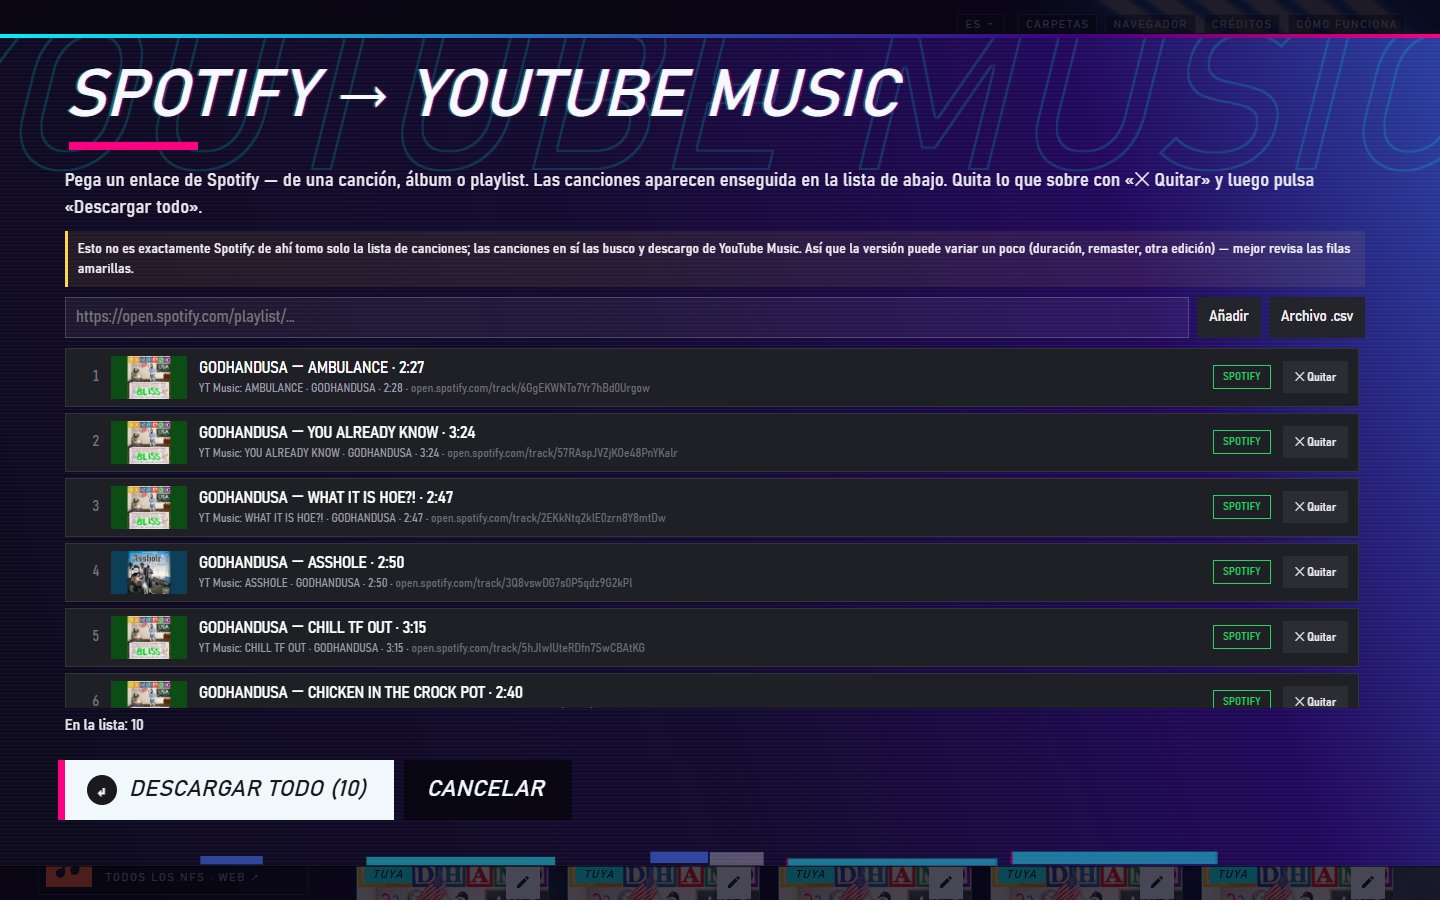 ES
CARPETAS
NAVEGADOR
CRÉDITOS
CÓMO FUNCIONA
OUTUBE MUSIC
SPOTIFY → YOUTUBE MUSIC
Pega un enlace de Spotify — de una canción, álbum o playlist. Las canciones aparecen enseguida en la lista de abajo. Quita lo que sobre con «✕ Quitar» y luego pulsa
«Descargar todo».
Esto no es exactamente Spotify: de ahí tomo solo la lista de canciones; las canciones en sí las busco y descargo de YouTube Music. Así que la versión puede variar un poco (duración, remaster, otra edición) — mejor revisa las filas
amarillas.
https://open.spotify.com/playlist/...
Añadir
Archivo .csv
1
GODHANDUSA — AMBULANCE · 2:27
YT Music: AMBULANCE · GODHANDUSA · 2:28 · open.spotify.com/track/6GgEKWNTo7Yr7hBd0Urgow
SPOTIFY
✕ Quitar
2
GODHANDUSA — YOU ALREADY KNOW · 3:24
YT Music: YOU ALREADY KNOW · GODHANDUSA · 3:24 · open.spotify.com/track/57RAspJVZjKOe48PnYKalr
SPOTIFY
✕ Quitar
3
GODHANDUSA — WHAT IT IS HOE?! · 2:47
YT Music: WHAT IT IS HOE?! · GODHANDUSA · 2:47 · open.spotify.com/track/2EKkNtq2klE0zrn8Y8mtDw
SPOTIFY
✕ Quitar
4
GODHANDUSA — ASSHOLE · 2:50
YT Music: ASSHOLE · GODHANDUSA · 2:50 · open.spotify.com/track/3Q8vswDG7s0P5qdz9G2kPl
SPOTIFY
✕ Quitar
5
GODHANDUSA — CHILL TF OUT · 3:15
YT Music: CHILL TF OUT · GODHANDUSA · 3:15 · open.spotify.com/track/5hJlwIUteRDfn7SwCBAtKG
SPOTIFY
✕ Quitar
6
GODHANDUSA — CHICKEN IN THE CROCK POT · 2:40
SPOTIFY
✕ Quitar
En la lista: 10
DESCARGAR TODO (10)
CANCELAR
TODOS LOS NFS · WEB ↗
TUYA
TUYA
TUYA
TUYA
TUYA